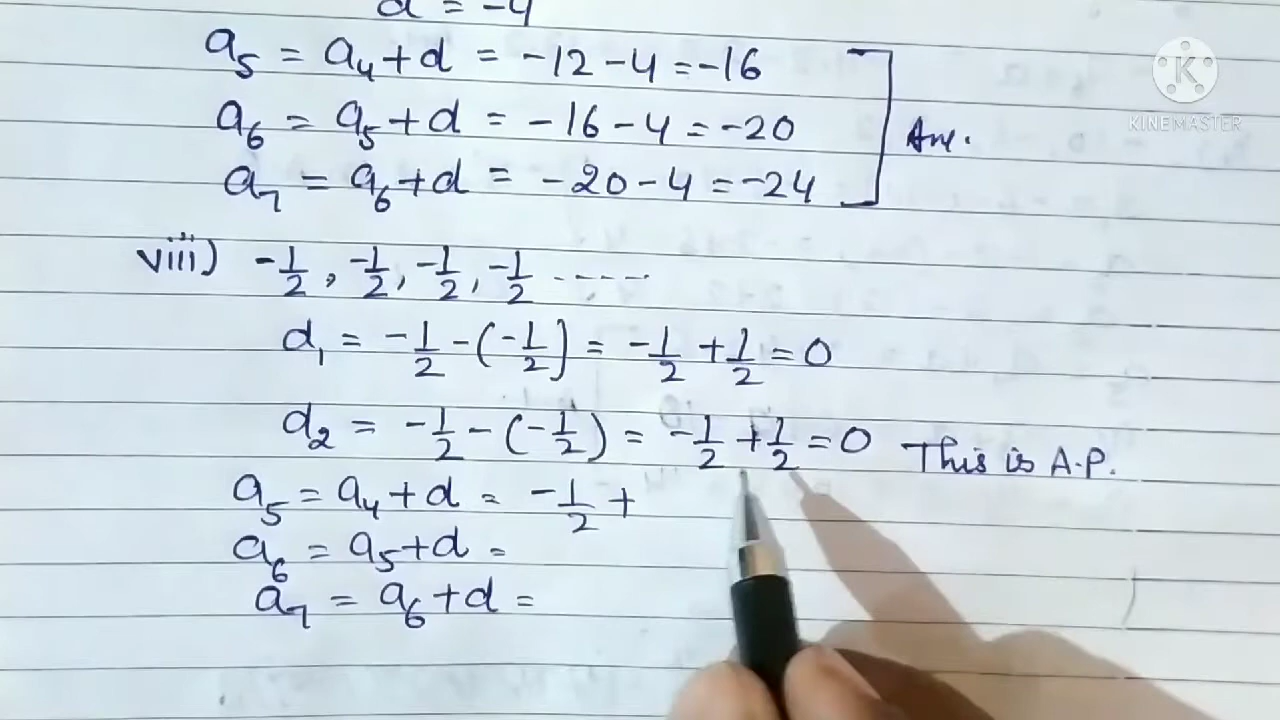 d = -4
a₅ = a₄+d = -12-4 = -16
a₆ = a₅+d = -16-4 = -20
a₇ = a₆+d = -20-4 = -24
Ans.
KINEMASTER
viii) -1/2, -1/2, -1/2, -1/2 .....
d₁ = -1/2 - (-1/2) = -1/2 + 1/2 = 0
d₂ = -1/2 - (-1/2) = -1/2 + 1/2 = 0 This is A.P.
a₅ = a₄+d = -1/2 +
a₆ = a₅+d =
a₇ = a₆+d =